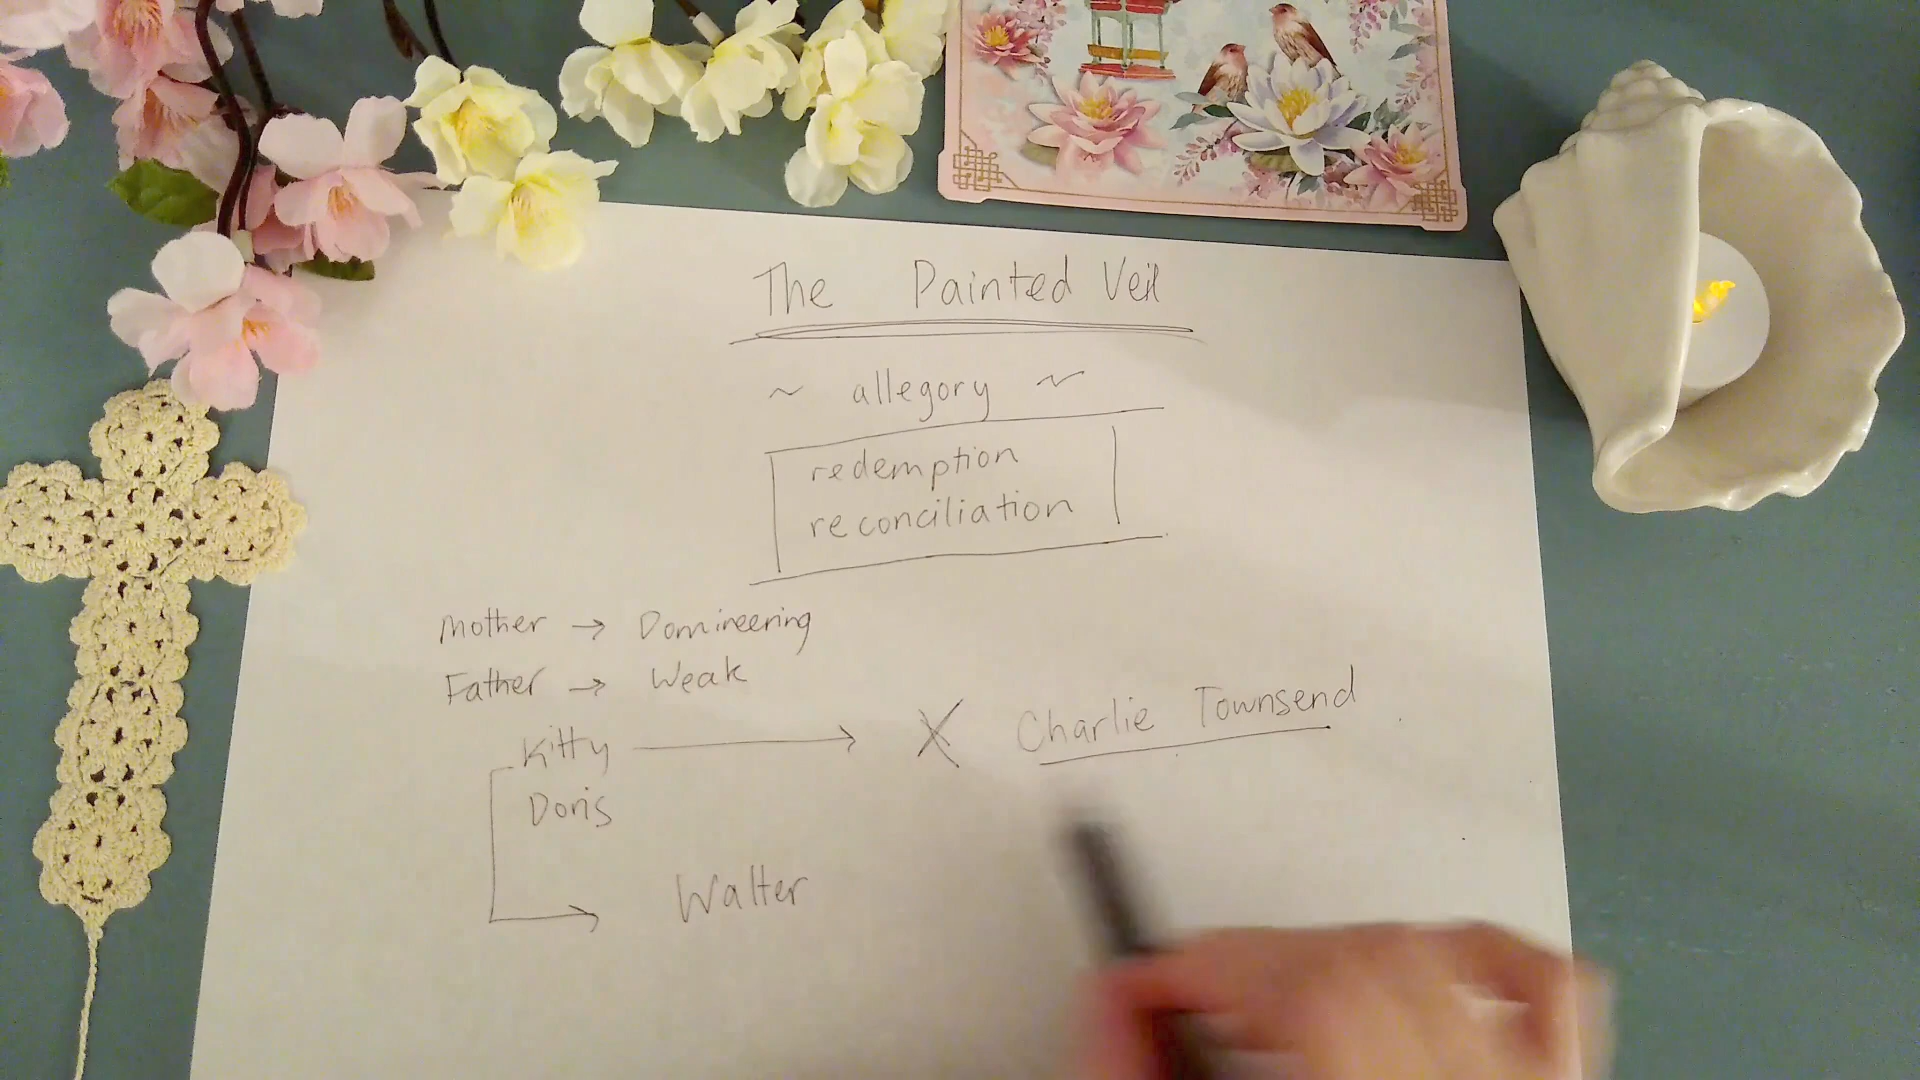 The Painted Veil
~ allegory ~
redemption
reconciliation
Mother → Domineering
Father → Weak
Kitty → X Charlie Townsend
Doris
→ Walter